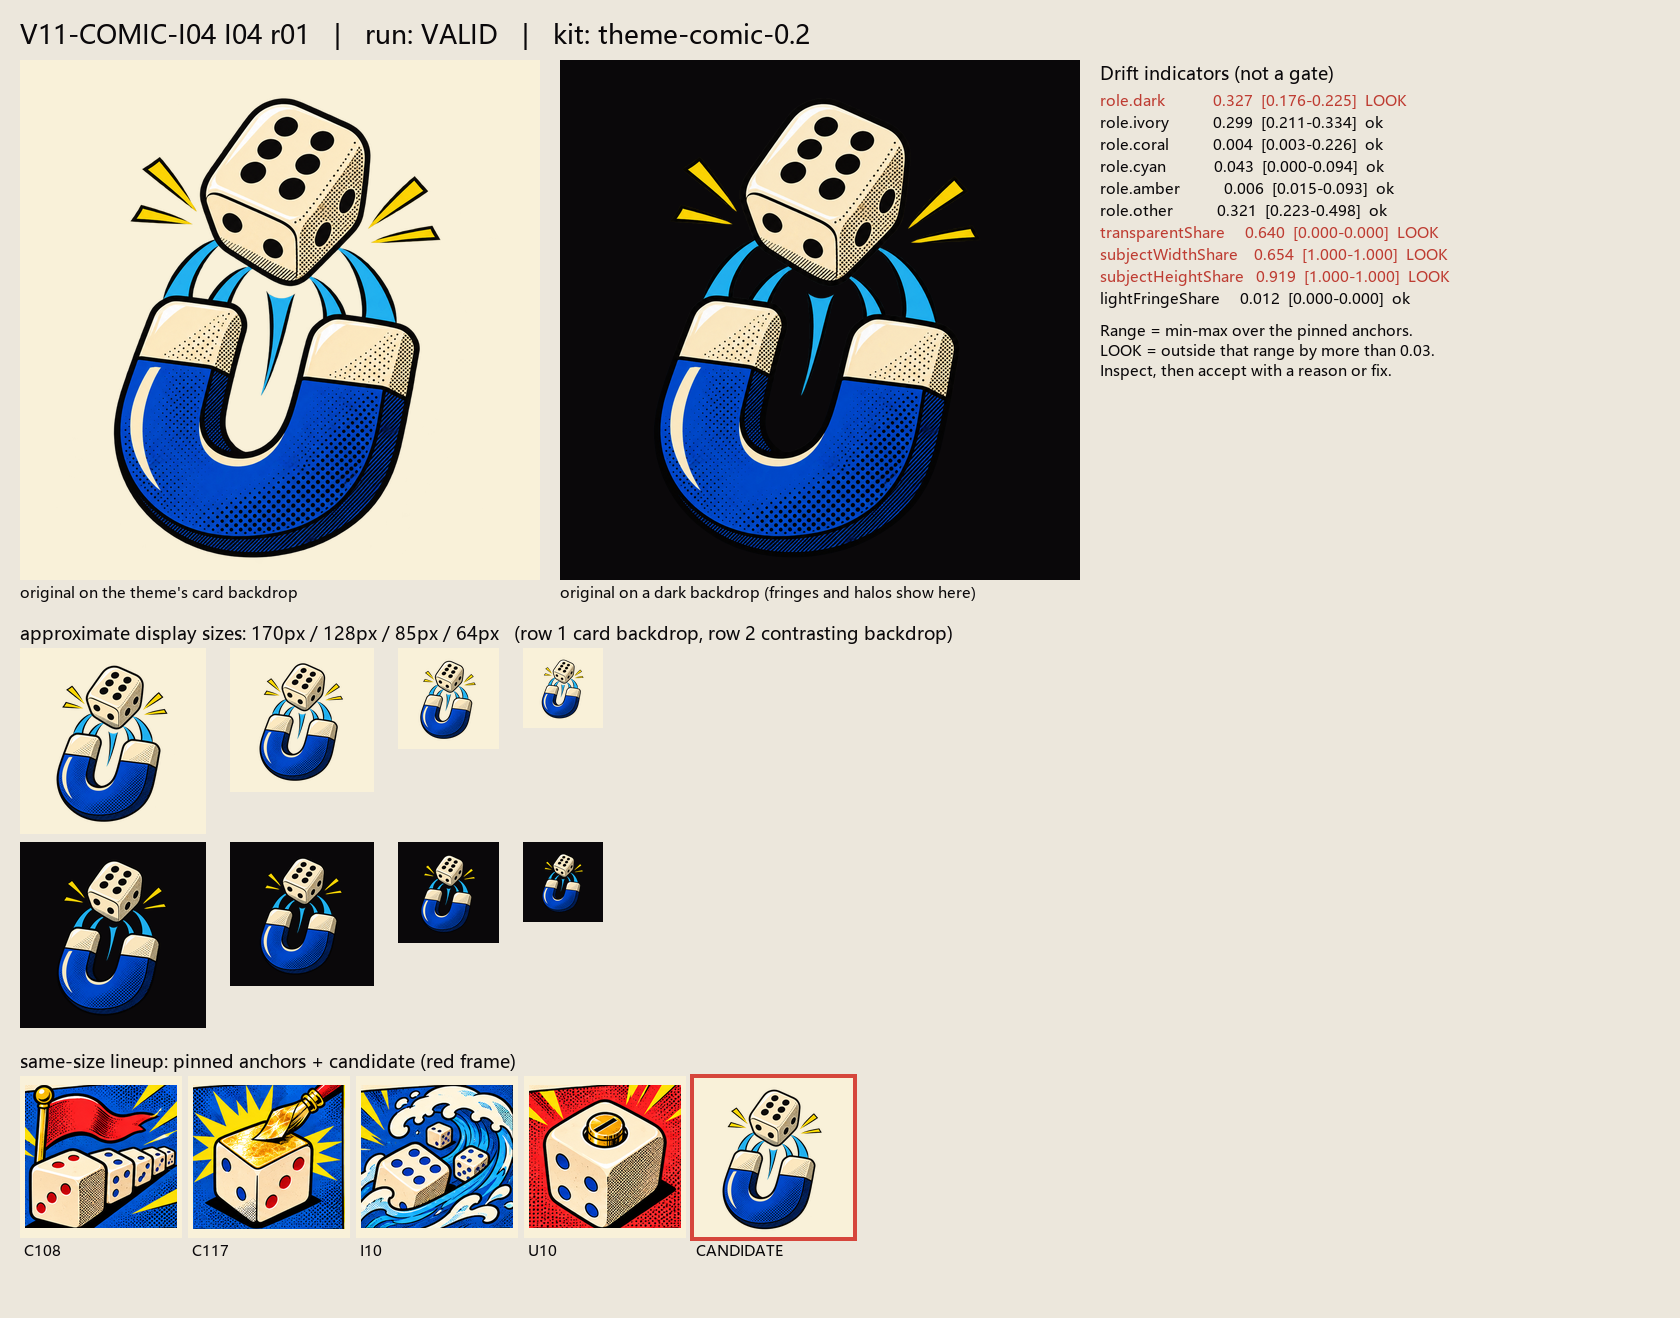 V11-COMIC-I04 I04 r01 | run: VALID | kit: theme-comic-0.2
Drift indicators (not a gate)
role.dark 0.327 [0.176-0.225] LOOK
role.ivory 0.299 [0.211-0.334] ok
role.coral 0.004 [0.003-0.226] ok
role.cyan 0.043 [0.000-0.094] ok
role.amber 0.006 [0.015-0.093] ok
role.other 0.321 [0.223-0.498] ok
transparentShare 0.640 [0.000-0.000] LOOK
subjectWidthShare 0.654 [1.000-1.000] LOOK
subjectHeightShare 0.919 [1.000-1.000] LOOK
lightFringeShare 0.012 [0.000-0.000] ok
Range = min-max over the pinned anchors.
LOOK = outside that range by more than 0.03.
Inspect, then accept with a reason or fix.
original on the theme's card backdrop
original on a dark backdrop (fringes and halos show here)
approximate display sizes: 170px / 128px / 85px / 64px (row 1 card backdrop, row 2 contrasting backdrop)
same-size lineup: pinned anchors + candidate (red frame)
C108
C117
I10
U10
CANDIDATE